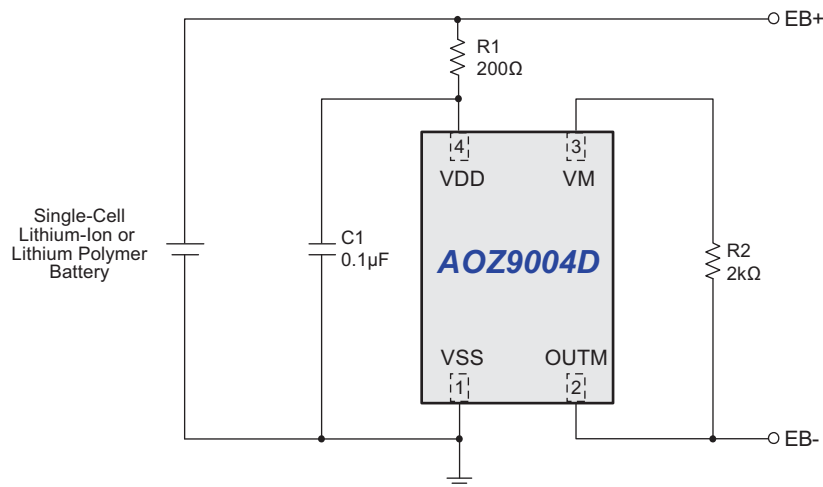 EB+
R1
200Ω
4
3
VDD
VM
Single-Cell
Lithium-Ion or
Lithium Polymer
Battery
C1
0.1µF
AOZ9004D
R2
2kΩ
VSS
OUTM
1
2
EB-